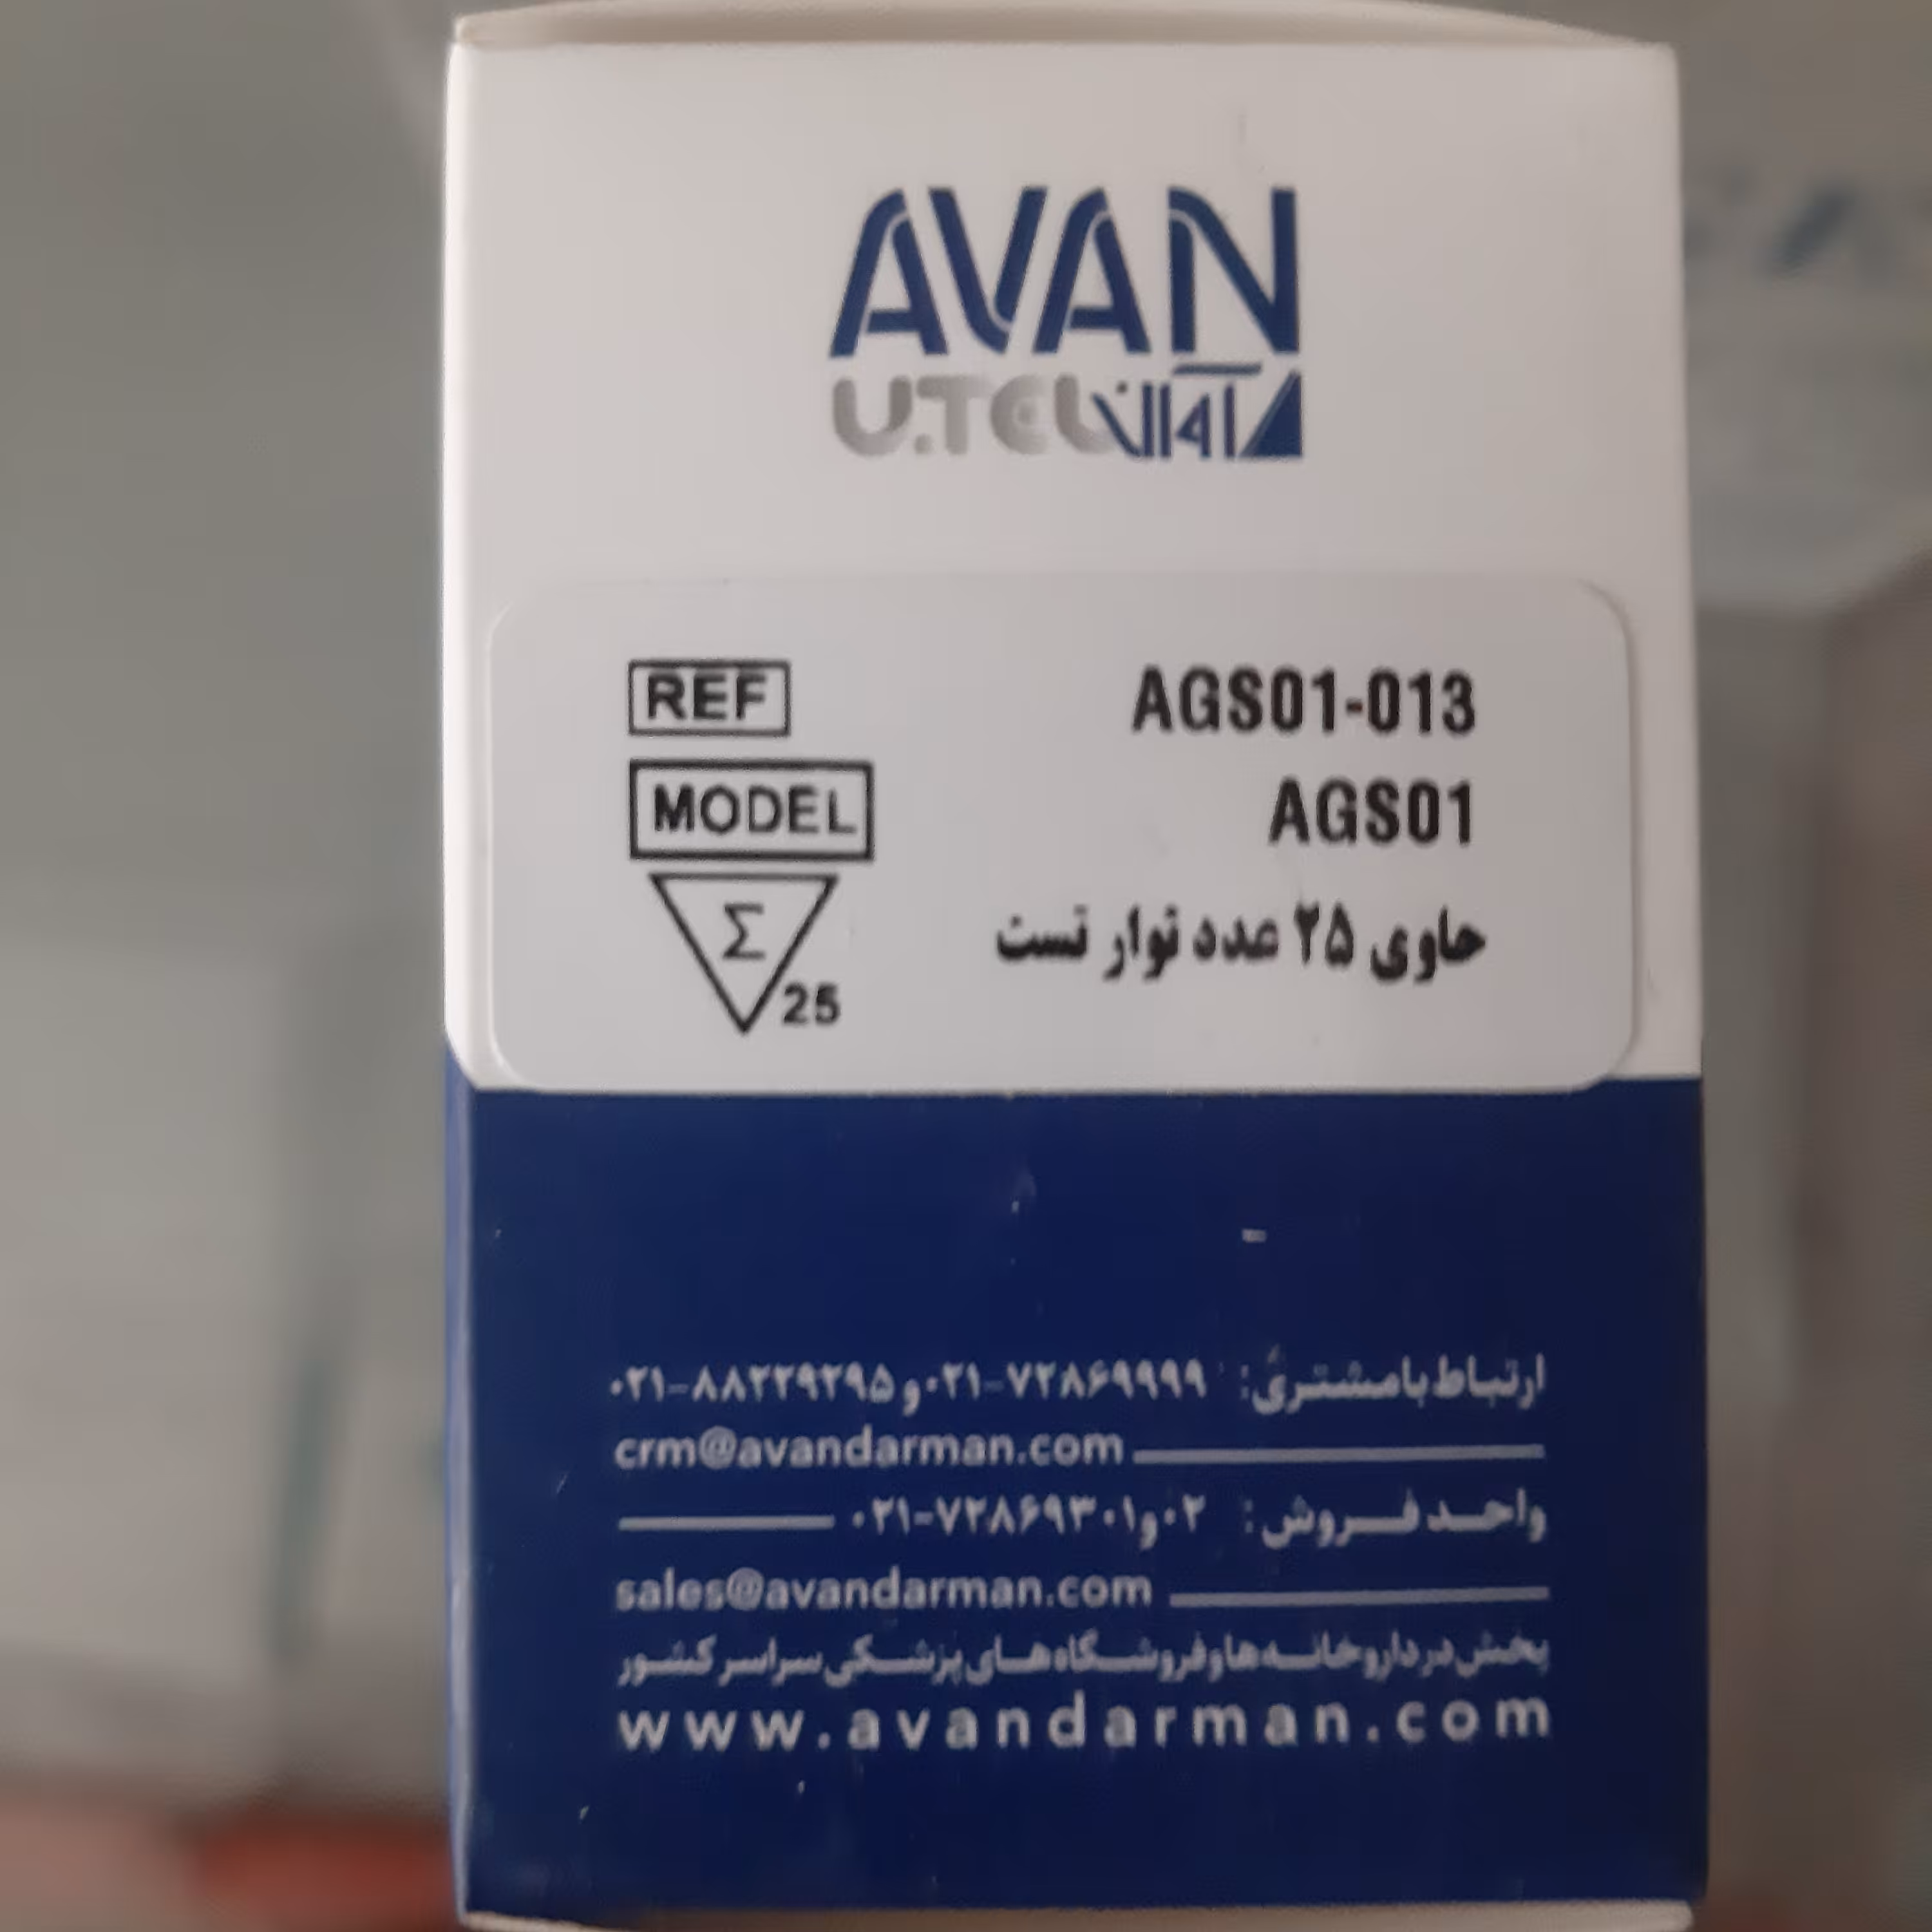 AVAN
U.TEL آوان
REF AGS01-013
MODEL AGS01
Σ 25 حاوی ۲۵ عدد نوار تست
ارتباط با مشتری: ۰۲۱-۷۲۸۶۹۹۹۹ و ۰۲۱-۸۸۲۲۹۲۹۵
crm@avandarman.com
واحد فروش: ۰۲۱-۷۲۸۶۹۳۰۱ و ۰۲
sales@avandarman.com
پخش در داروخانه ها و فروشگاه های پزشکی سراسر کشور
www.avandarman.com